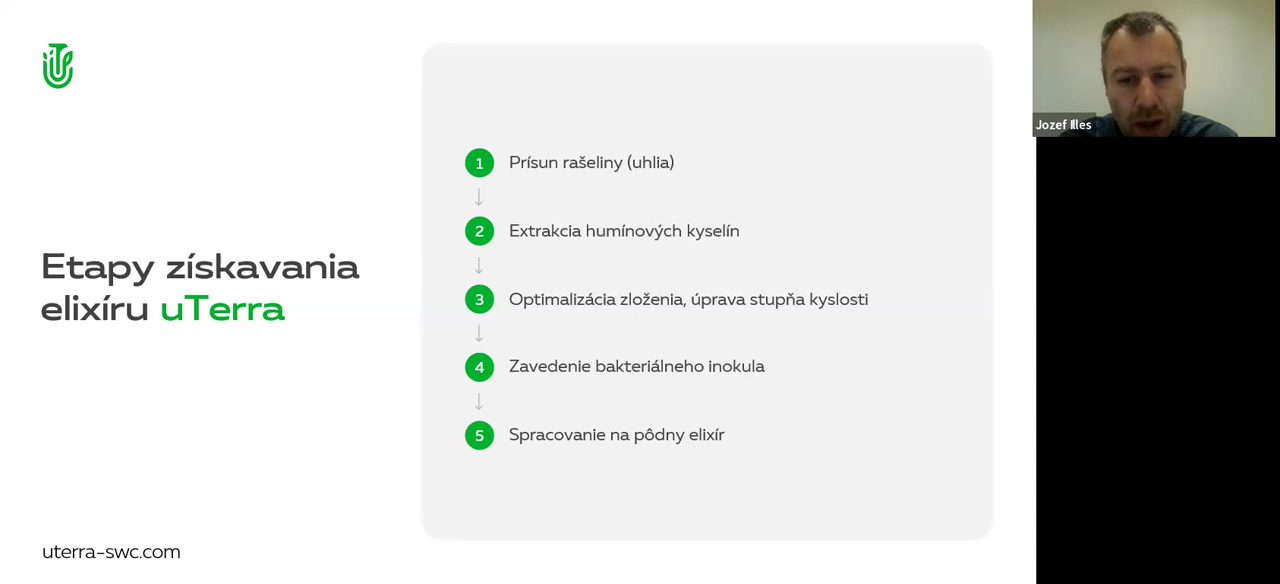 Etapy získavania
elixíru uTerra
1 Prísun rašeliny (uhlia)
2 Extrakcia humínových kyselín
3 Optimalizácia zloženia, úprava stupňa kyslosti
4 Zavedenie bakteriálneho inokula
5 Spracovanie na pôdny elixír
uterra-swc.com
Jozef Illes